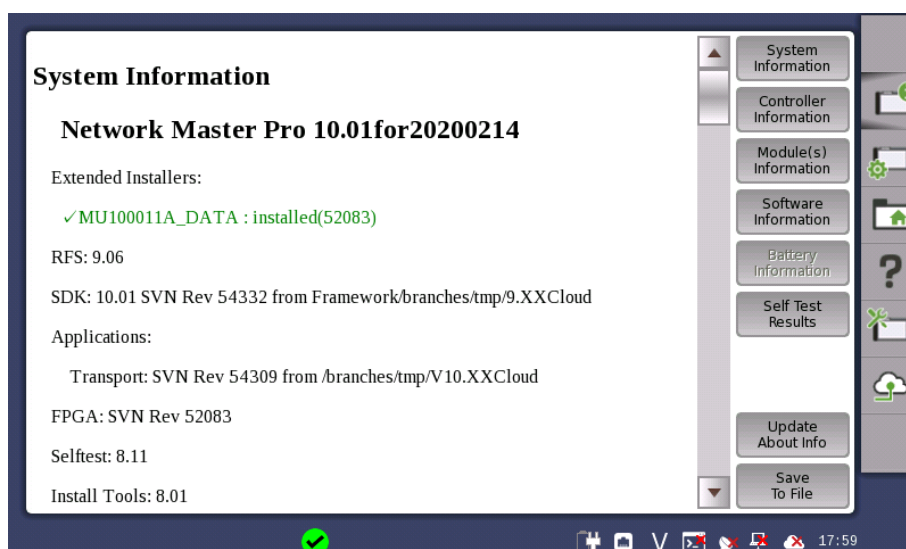 System Information
Network Master Pro 10.01for20200214
Extended Installers:
✓MU100011A_DATA : installed(52083)
RFS: 9.06
SDK: 10.01 SVN Rev 54332 from Framework/branches/tmp/9.XXCloud
Applications:
Transport: SVN Rev 54309 from /branches/tmp/V10.XXCloud
FPGA: SVN Rev 52083
Selftest: 8.11
Install Tools: 8.01
System
Information
Controller
Information
Module(s)
Information
Software
Information
Battery
Information
Self Test
Results
Update
About Info
Save
To File
?
V
17:59